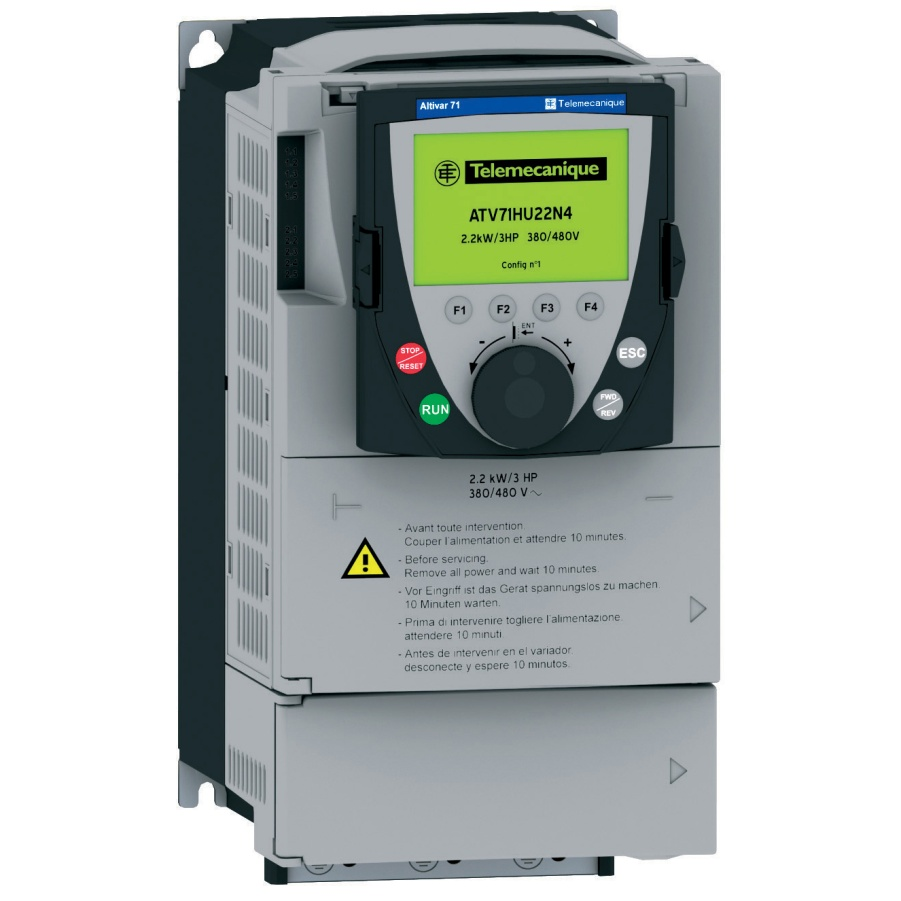 Altivar 71
Telemecanique
Telemecanique
ATV71HU22N4
2.2kW/3HP 380/480V
Config n°1
F1 F2 F3 F4
ENT
- +
STOP
RESET
ESC
RUN
FWD
REV
2.2 kW/3 HP
380/480 V ~
- Avant toute intervention.
Couper l'alimentation et attendre 10 minutes.
- Before servicing.
Remove all power and wait 10 minutes
- Vor Eingriff ist das Gerat spannungslos zu machen
10 Minuten warten.
- Prima di intervenire togliere l'alimentazione.
attendere 10 minuti
- Antes de intervenir en el variador.
desconecte y espere 10 minutos.